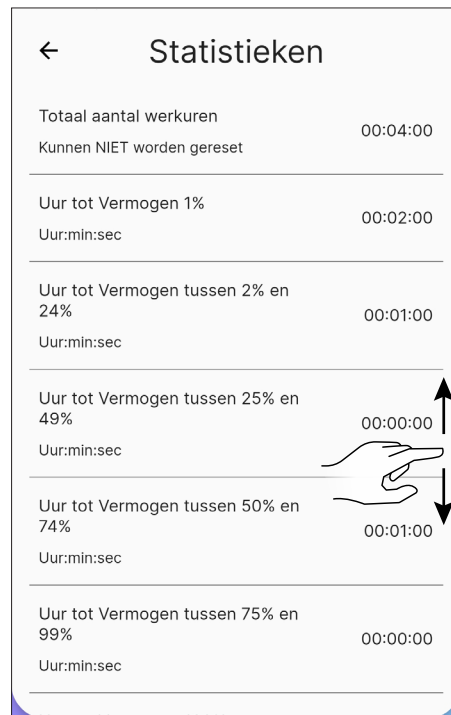 Statistieken
Totaal aantal werkuren
00:04:00
Kunnen NIET worden gereset
Uur tot Vermogen 1%
00:02:00
Uur:min:sec
Uur tot Vermogen tussen 2% en
24%
00:01:00
Uur:min:sec
Uur tot Vermogen tussen 25% en
49%
00:00:00
Uur:min:sec
Uur tot Vermogen tussen 50% en
74%
00:01:00
Uur:min:sec
Uur tot Vermogen tussen 75% en
99%
00:00:00
Uur:min:sec